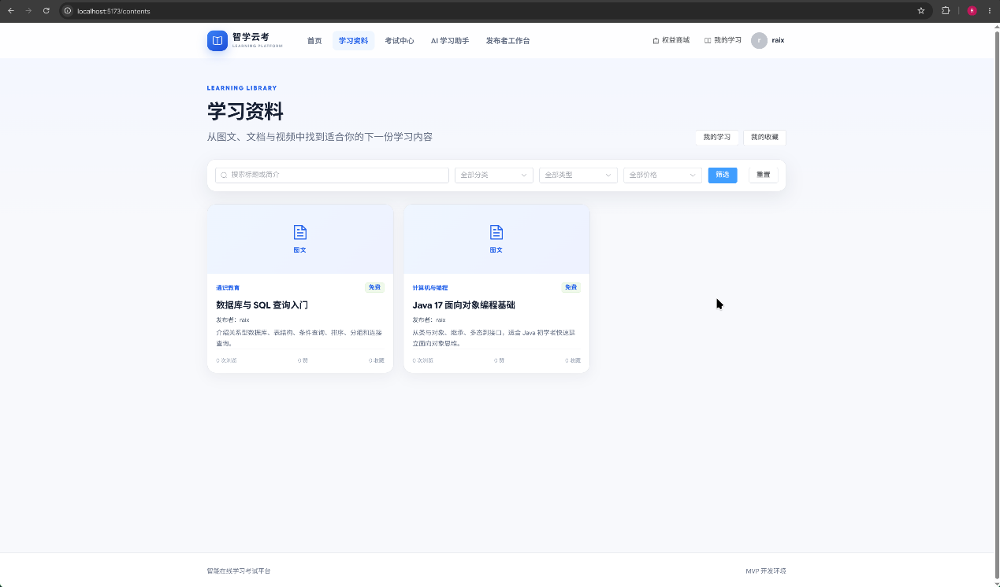 localhost:5173/contents
R
智学云考
LEARNING PLATFORM
首页 学习资料 考试中心 AI 学习助手 发布者工作台 权益商城 我的学习 r raix
LEARNING LIBRARY
学习资料
从图文、文档与视频中找到适合你的下一份学习内容
我的学习 我的收藏
搜索标题或简介 全部分类 全部类型 全部价格 筛选 重置
图文 图文
通识教育 免费
数据库与 SQL 查询入门
发布者：raix
介绍关系型数据库、表结构、条件查询、排序、分组和连接
查询。
0 次浏览 0 赞 0 收藏
计算机与编程 免费
Java 17 面向对象编程基础
发布者：raix
从类与对象、继承、多态到接口，适合 Java 初学者快速建
立面向对象思维。
0 次浏览 0 赞 0 收藏
智能在线学习考试平台 MVP 开发环境